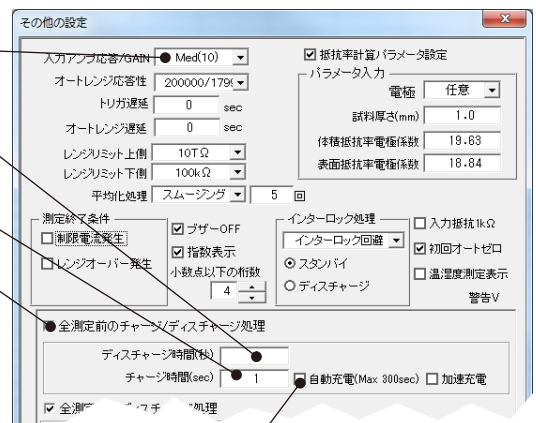 その他の設定
入力アンプ応答/GAIN Med(10)
オートレンジ応答性 200000/179
トリガ遅延 0 sec
オートレンジ遅延 0 sec
レンジリミット上側 10TΩ
レンジリミット下側 100kΩ
平均化処理 スムージング 5 回
抵抗率計算パラメータ設定
パラメータ入力
電極 任意
試料厚さ(mm) 1.0
体積抵抗率電極係数 19.63
表面抵抗率電極係数 18.84
測定終了条件
制限電流発生
レンジオーバー発生
ブザーOFF
指数表示
小数点以下の桁数
4
インターロック処理
インターロック回避
スタンバイ
ディスチャージ
入力抵抗1kΩ
初回オートゼロ
温湿度測定表示
警告V
全測定前のチャージ/ディスチャージ処理
ディスチャージ時間(秒)
チャージ時間(sec) 1 自動充電(Max 300sec) 加速充電
全測定 ディスチ 処理